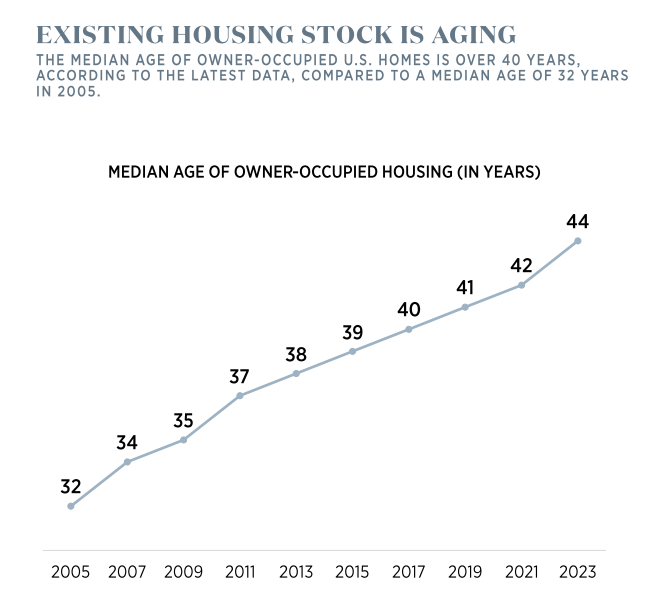 EXISTING HOUSING STOCK IS AGING
THE MEDIAN AGE OF OWNER-OCCUPIED U.S. HOMES IS OVER 40 YEARS,
ACCORDING TO THE LATEST DATA, COMPARED TO A MEDIAN AGE OF 32 YEARS
IN 2005.
MEDIAN AGE OF OWNER-OCCUPIED HOUSING (IN YEARS)
44
42
41
40
39
38
37
35
34
32
2005 2007 2009 2011 2013 2015 2017 2019 2021 2023